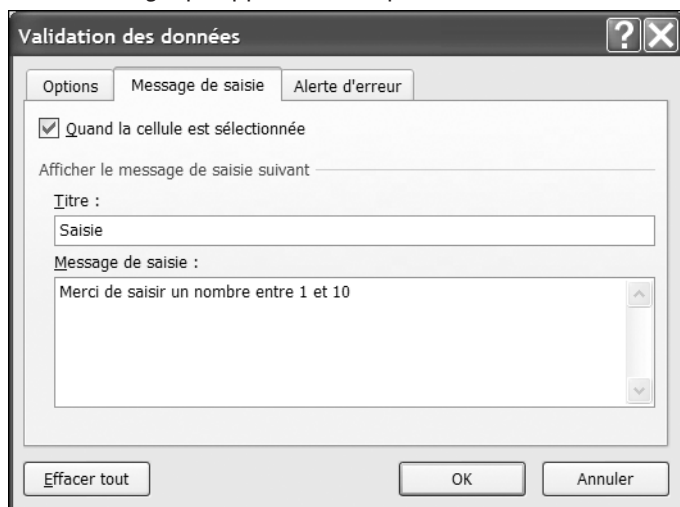 Validation des données
Options Message de saisie Alerte d'erreur
Quand la cellule est sélectionnée
Afficher le message de saisie suivant
Titre :
Saisie
Message de saisie :
Merci de saisir un nombre entre 1 et 10
Effacer tout OK Annuler